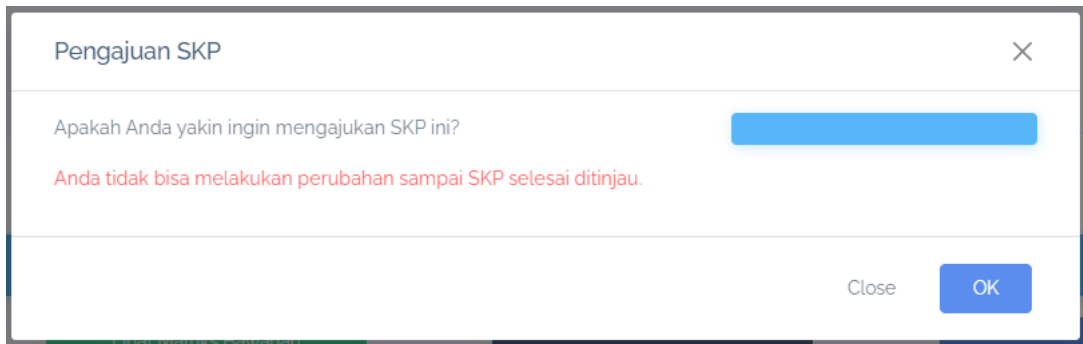 Pengajuan SKP
Apakah Anda yakin ingin mengajukan SKP ini?
Anda tidak bisa melakukan perubahan sampai SKP selesai ditinjau.
Close
OK